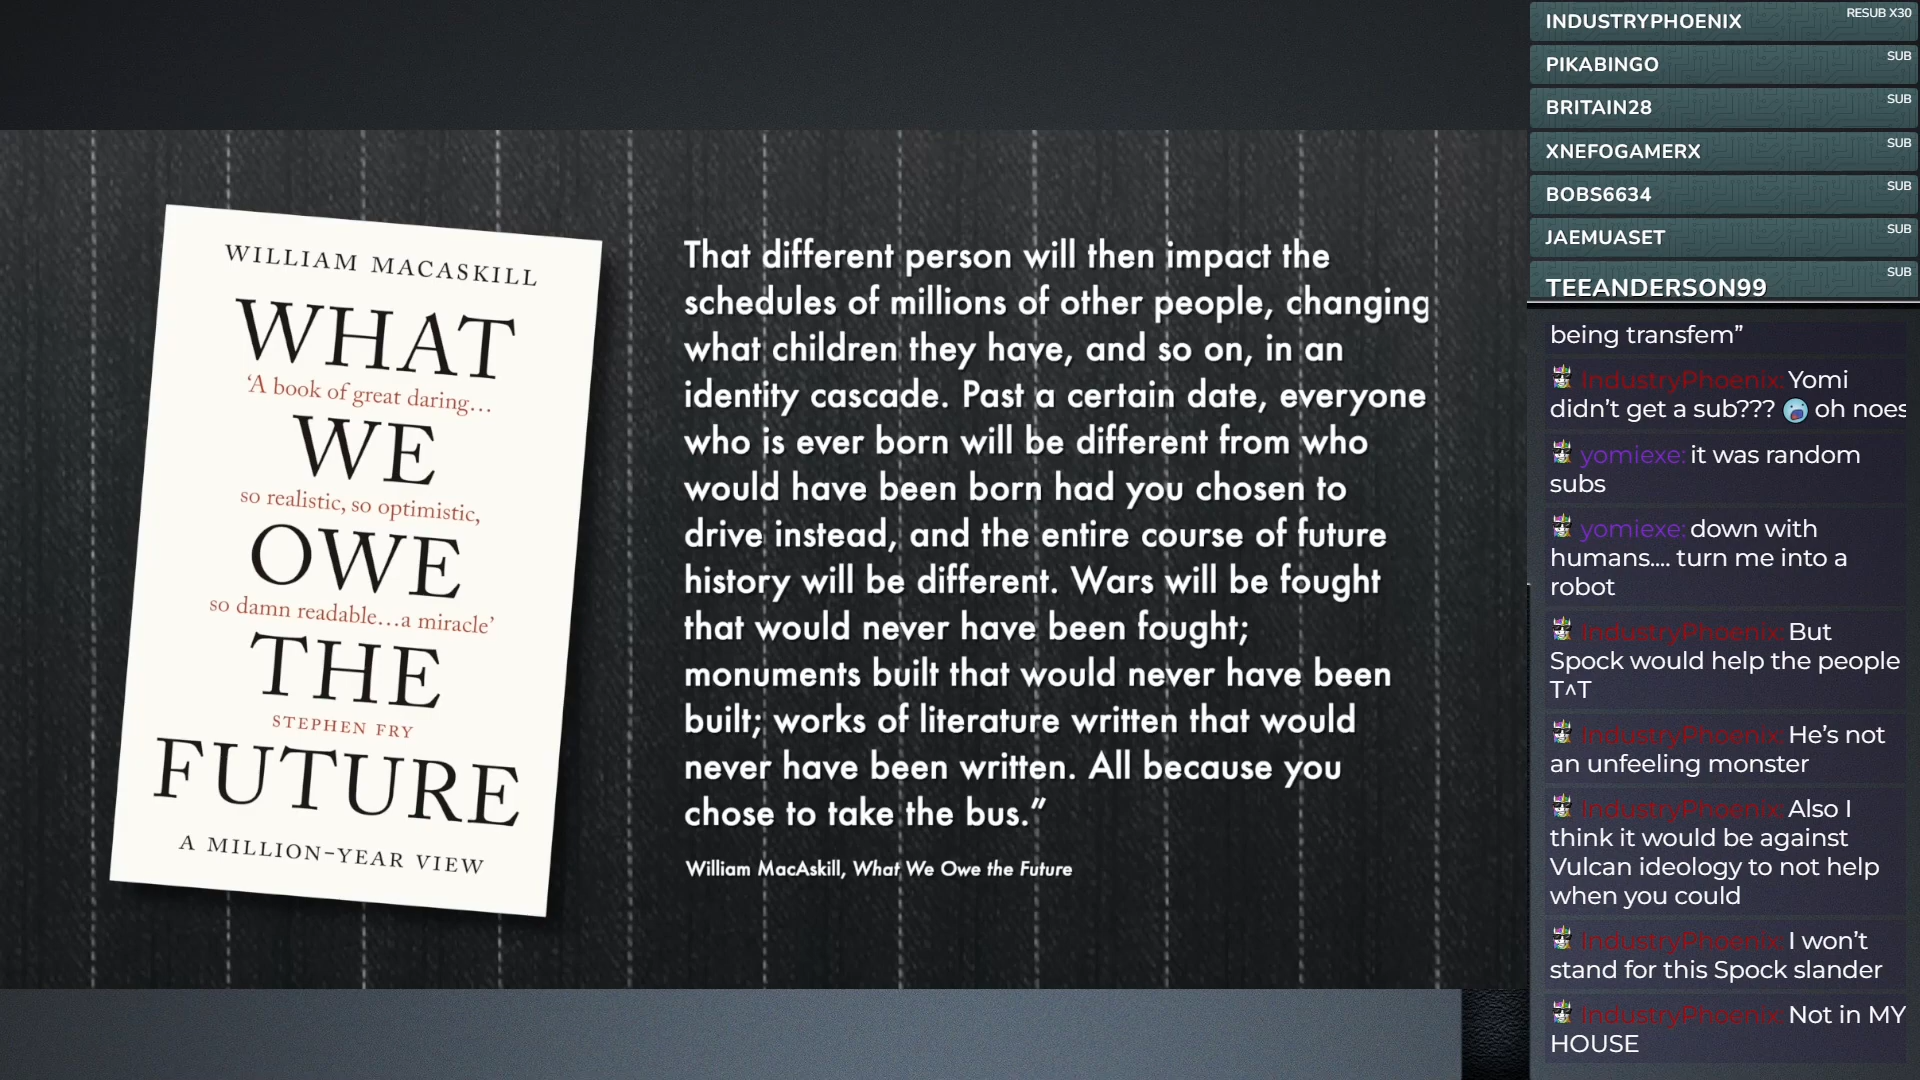 WILLIAM MACASKILL
WHAT
‘A book of great daring…
WE
so realistic, so optimistic,
OWE
so damn readable…a miracle’
THE
STEPHEN FRY
FUTURE
A MILLION-YEAR VIEW
That different person will then impact the
schedules of millions of other people, changing
what children they have, and so on, in an
identity cascade. Past a certain date, everyone
who is ever born will be different from who
would have been born had you chosen to
drive instead, and the entire course of future
history will be different. Wars will be fought
that would never have been fought;
monuments built that would never have been
built; works of literature written that would
never have been written. All because you
chose to take the bus.”
William MacAskill, What We Owe the Future
INDUSTRYPHOENIX RESUB X30
PIKABINGO SUB
BRITAIN28 SUB
XNEFOGAMERX SUB
BOBS6634 SUB
JAEMUASET SUB
TEEANDERSON99 SUB
being transfem”
IndustryPhoenix: Yomi
didn’t get a sub??? oh noes
yomiexe: it was random
subs
yomiexe: down with
humans.... turn me into a
robot
IndustryPhoenix: But
Spock would help the people
T^T
IndustryPhoenix: He’s not
an unfeeling monster
IndustryPhoenix: Also I
think it would be against
Vulcan ideology to not help
when you could
IndustryPhoenix: I won’t
stand for this Spock slander
IndustryPhoenix: Not in MY
HOUSE